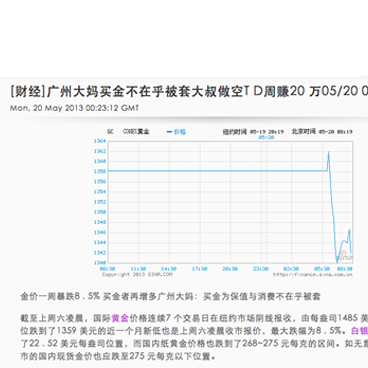 [财经]广州大妈买金不在乎被套大叔做空T D周赚20 万05/20 0
Mon, 20 May 2013 00:23:12 GMT
GC COMEX黄金 价格 纽约时间 05-19 20:19 北京时间 05-20 08:19
05-20
1364
1362
1360
1358
1356
1354
1352
1350
1348
1346
1344
1342
1340
08:30 11:30 14:30 17:30 20:30 23:30 02:30 05:30 08:30
Copyright 2013 SINA.COM http://finance.sina.com.cn
金价一周暴跌8．5% 买金者再增多广州大妈：买金为保值与消费不在乎被套
截至上周六凌晨，国际黄金价格连续7 个交易日在纽约市场阴线报收，由每盎司1485 美
位跌到了1359 美元的近一个月新低也是上周六凌晨收市报价，最大跌幅为8．5%。白银
了22．52 美元每盎司位置，而国内纸黄金价格也跌到了268~275 元每克的区间。如无意
市的国内现货金价也应跌至275 元每克以下位置。